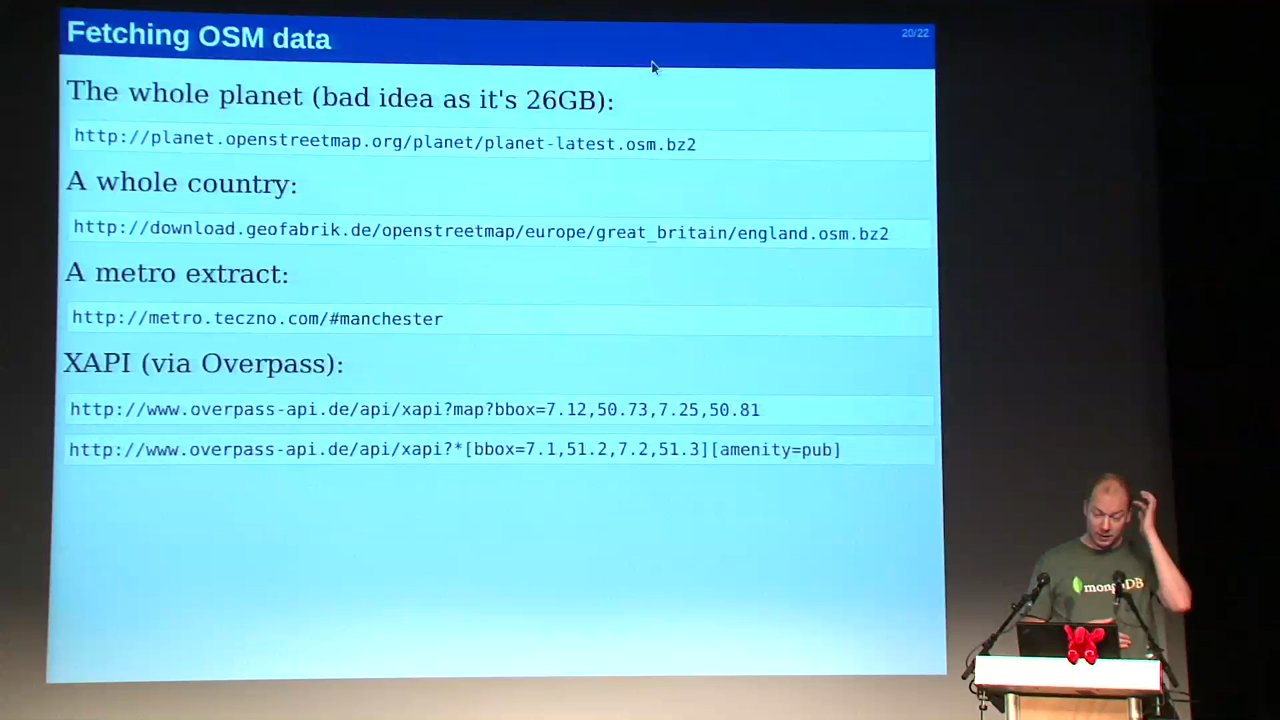 Fetching OSM data
20/22
The whole planet (bad idea as it's 26GB):
http://planet.openstreetmap.org/planet/planet-latest.osm.bz2
A whole country:
http://download.geofabrik.de/openstreetmap/europe/great_britain/england.osm.bz2
A metro extract:
http://metro.teczno.com/#manchester
XAPI (via Overpass):
http://www.overpass-api.de/api/xapi?map?bbox=7.12,50.73,7.25,50.81
http://www.overpass-api.de/api/xapi?*[bbox=7.1,51.2,7.2,51.3][amenity=pub]
mongoDB